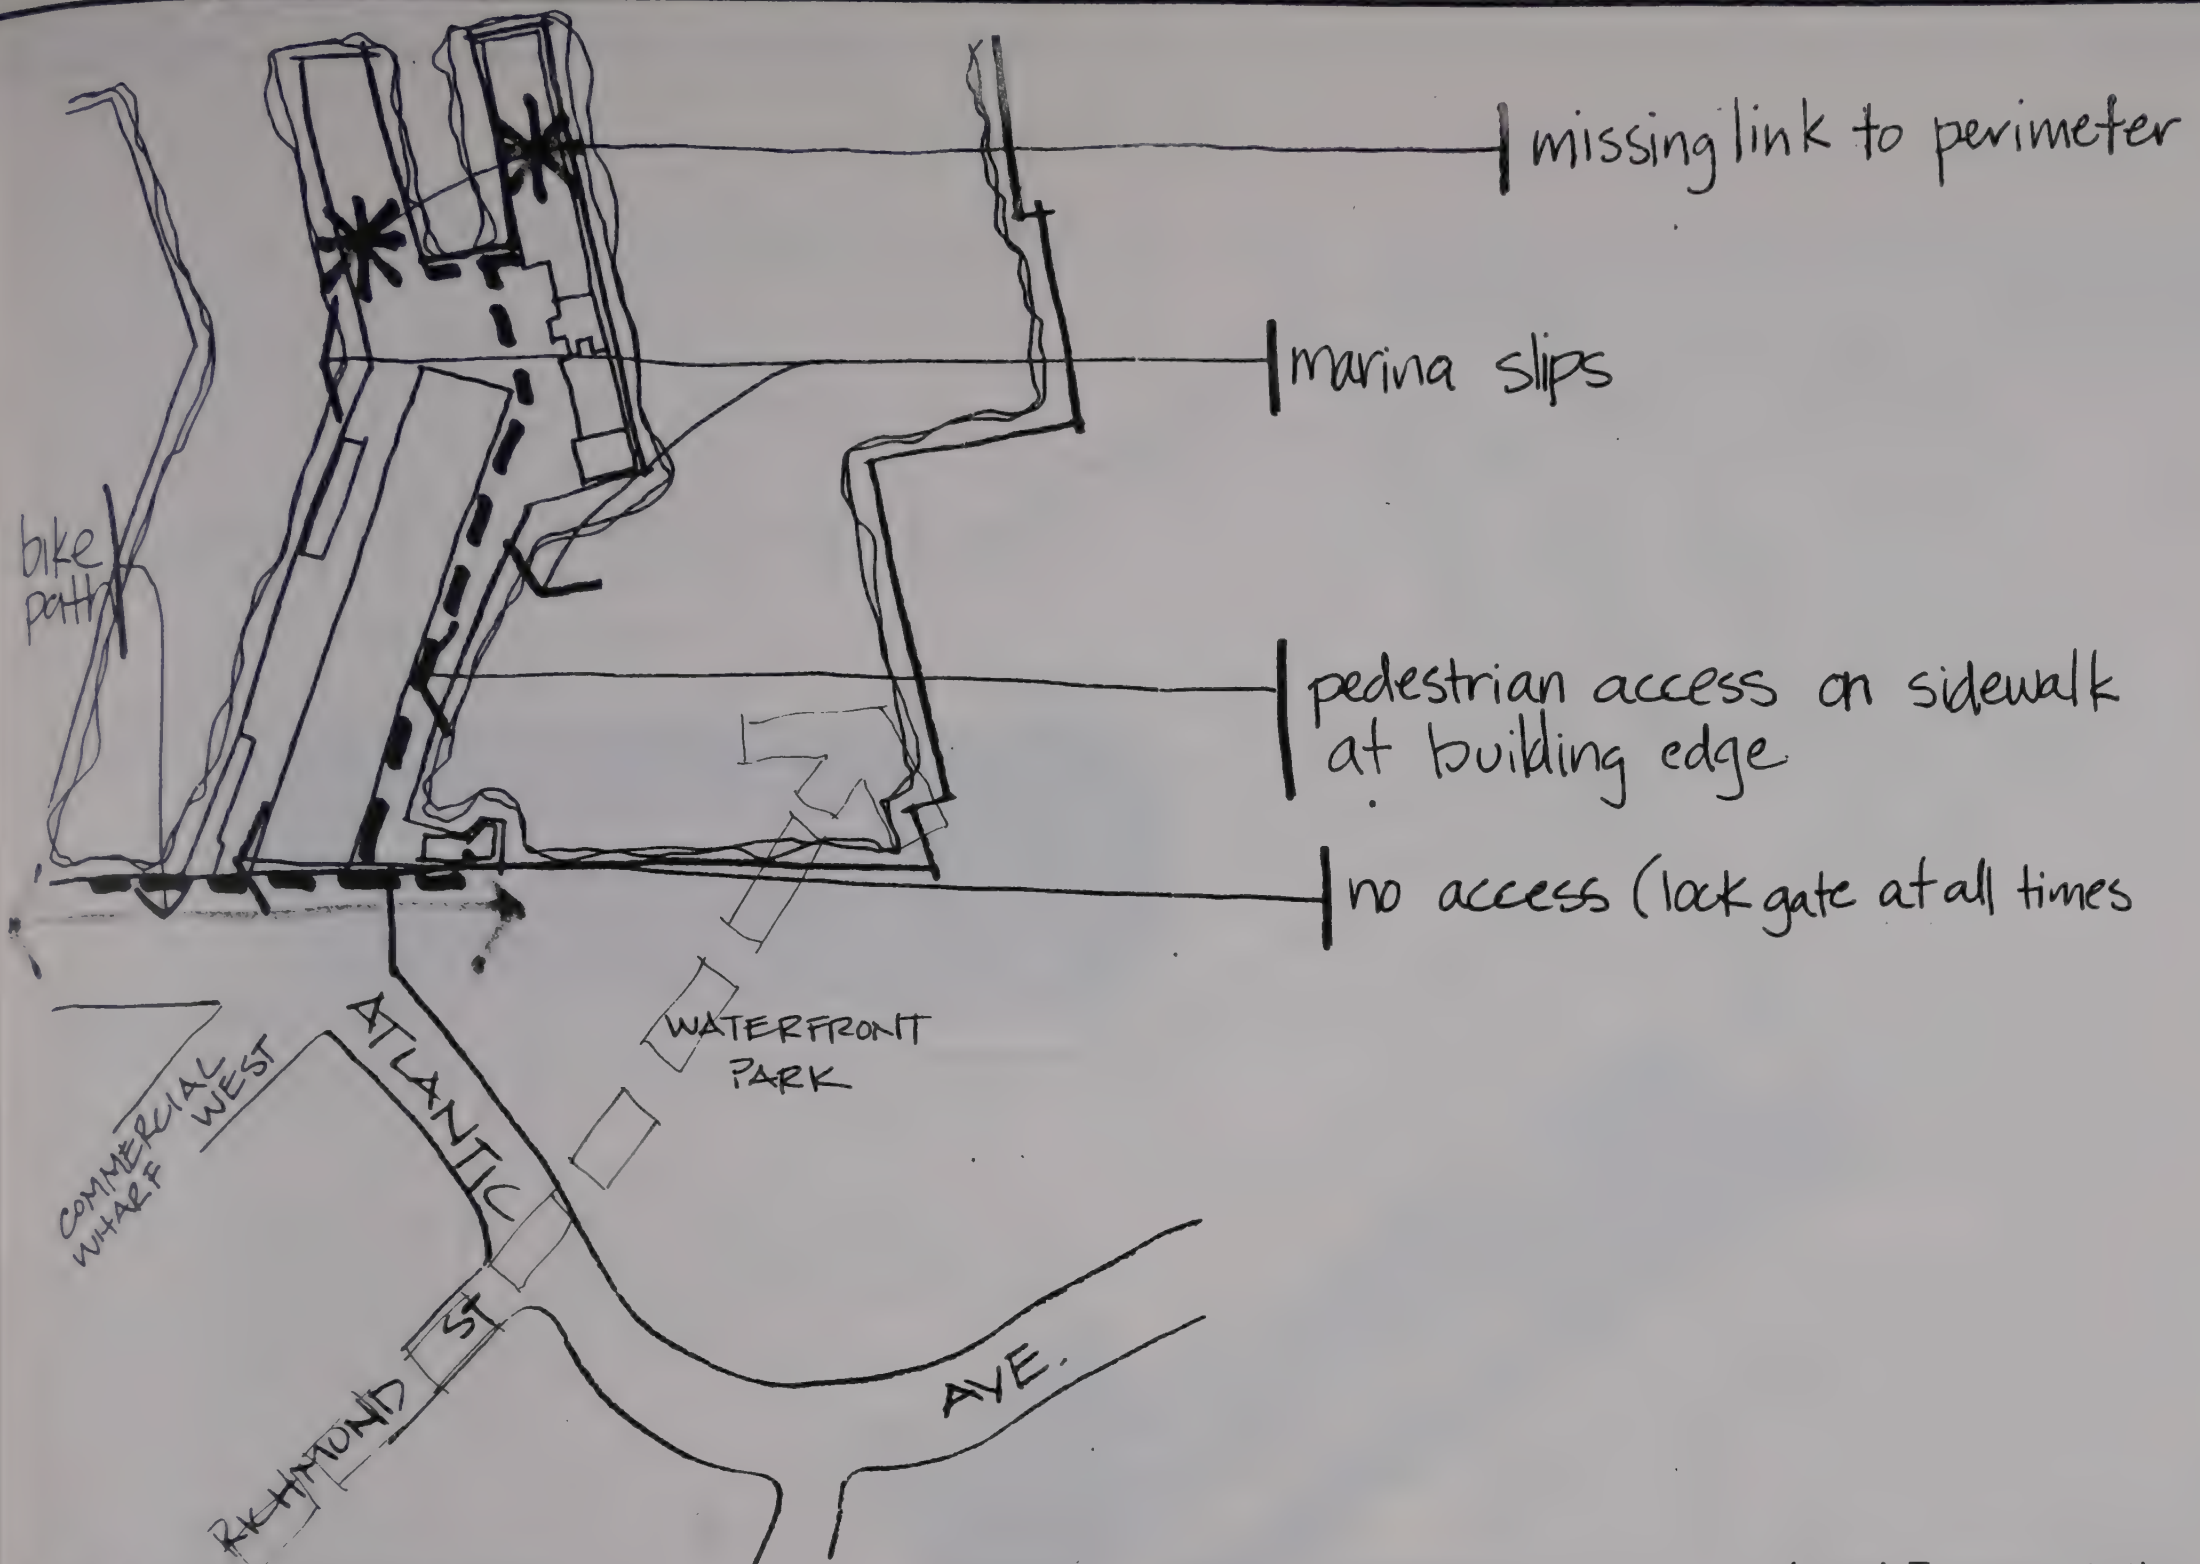 missing link to perimeter
marina slips
bike
path
pedestrian access on sidewalk
at building edge
no access (lock gate at all times
ATLANTIC
WATERFRONT
PARK
COMMERCIAL
WHARF WEST
AVE.
RICHMOND ST